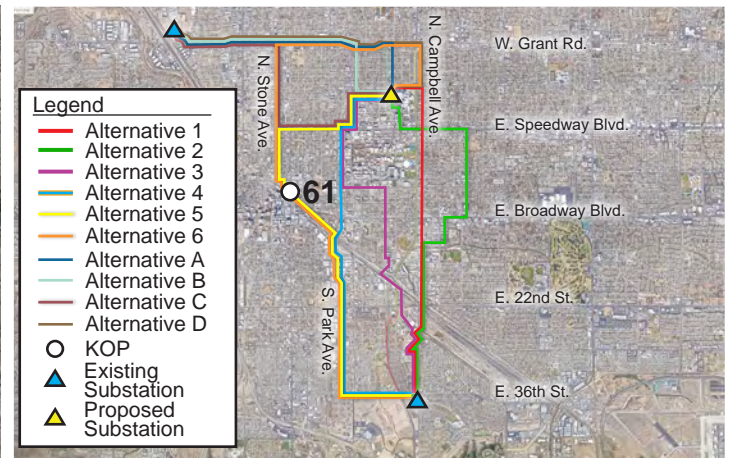 Legend
Alternative 1
Alternative 2
Alternative 3
Alternative 4
Alternative 5
Alternative 6
Alternative A
Alternative B
Alternative C
Alternative D
KOP
Existing
Substation
Proposed
Substation
N. Stone Ave.
N. Campbell Ave.
S. Park Ave.
61
W. Grant Rd.
E. Speedway Blvd.
E. Broadway Blvd.
E. 22nd St.
E. 36th St.